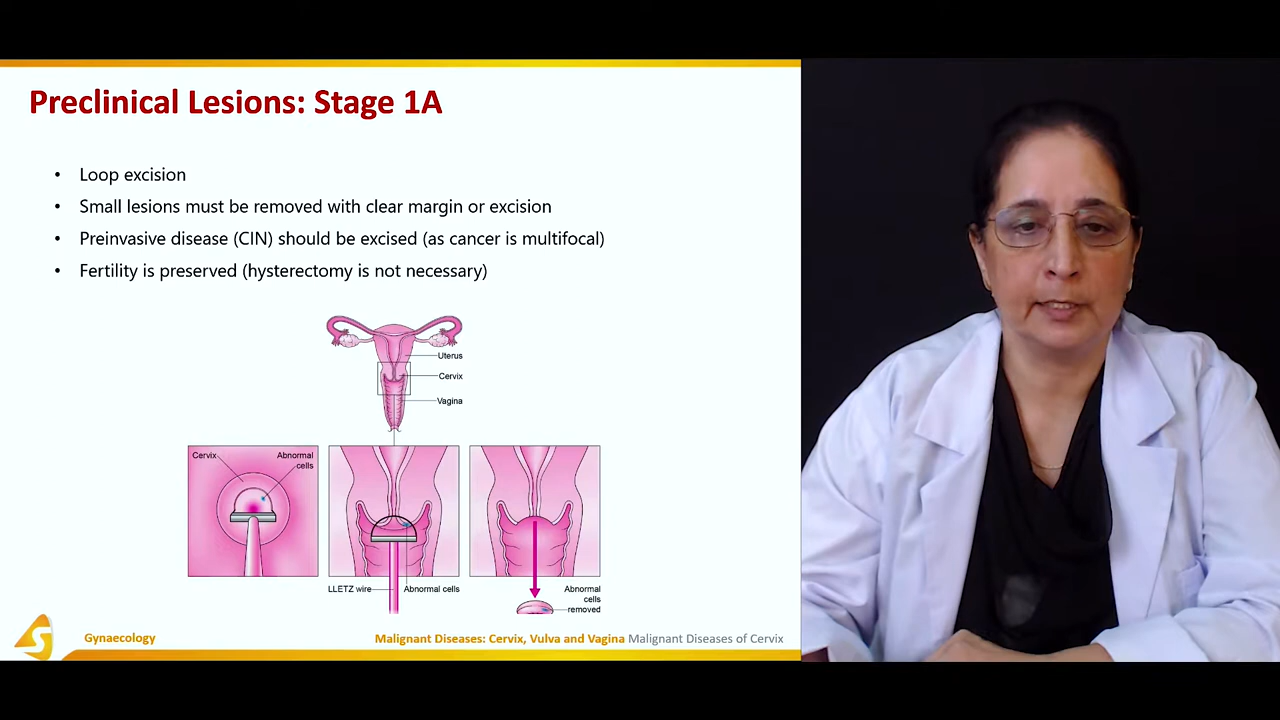 Preclinical Lesions: Stage 1A
• Loop excision
• Small lesions must be removed with clear margin or excision
• Preinvasive disease (CIN) should be excised (as cancer is multifocal)
• Fertility is preserved (hysterectomy is not necessary)
Uterus
Cervix
Vagina
Cervix
Abnormal
cells
LLETZ wire
Abnormal cells
Abnormal
cells
removed
Gynaecology
Malignant Diseases: Cervix, Vulva and Vagina Malignant Diseases of Cervix